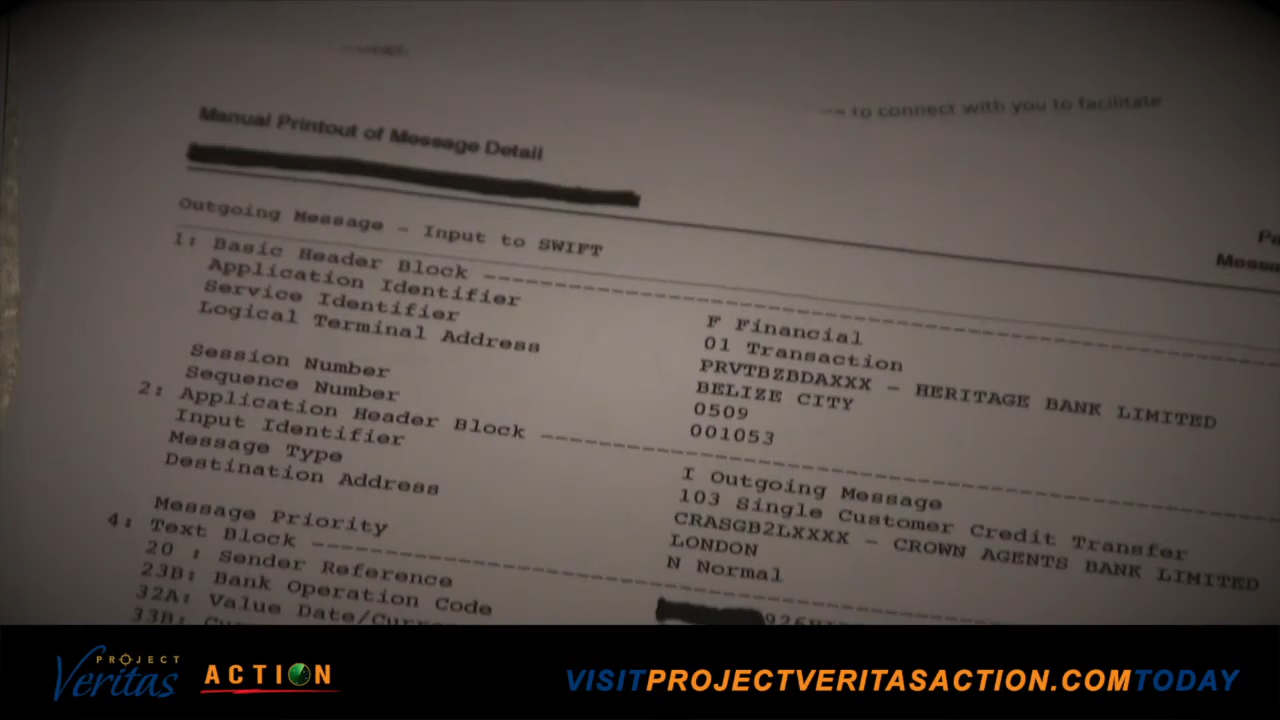 to connect with you to facilitate
Manual Printout of Message Detail
Outgoing Message - Input to SWIFT
1: Basic Header Block
Application Identifier F Financial
Service Identifier 01 Transaction
Logical Terminal Address PRVTBZBDAXXX - HERITAGE BANK LIMITED
BELIZE CITY
Session Number 0509
Sequence Number 001053
2: Application Header Block
Input Identifier I Outgoing Message
Message Type 103 Single Customer Credit Transfer
Destination Address CRASGB2LXXXX - CROWN AGENTS BANK LIMITED
LONDON
Message Priority N Normal
4: Text Block
20 : Sender Reference
23B: Bank Operation Code
32A: Value
33B:
PROJECT
Veritas ACTION
VISITPROJECTVERITASACTION.COMTODAY